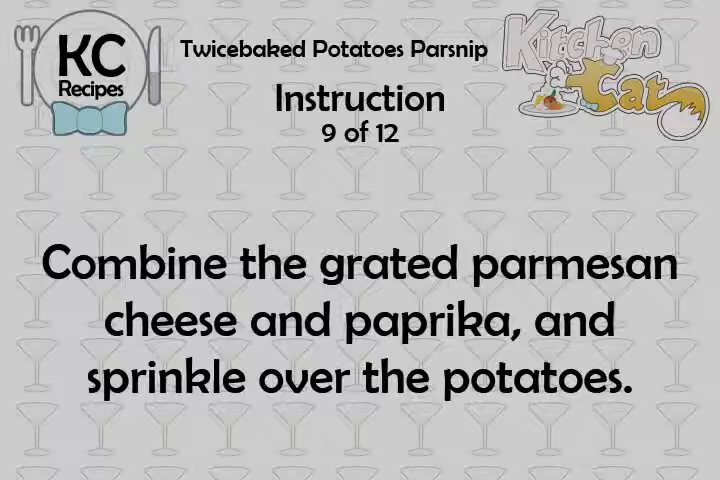 KC
Recipes
Twicebaked Potatoes Parsnip
Kitchen
Cat
Instruction
9 of 12
Combine the grated parmesan
cheese and paprika, and
sprinkle over the potatoes.